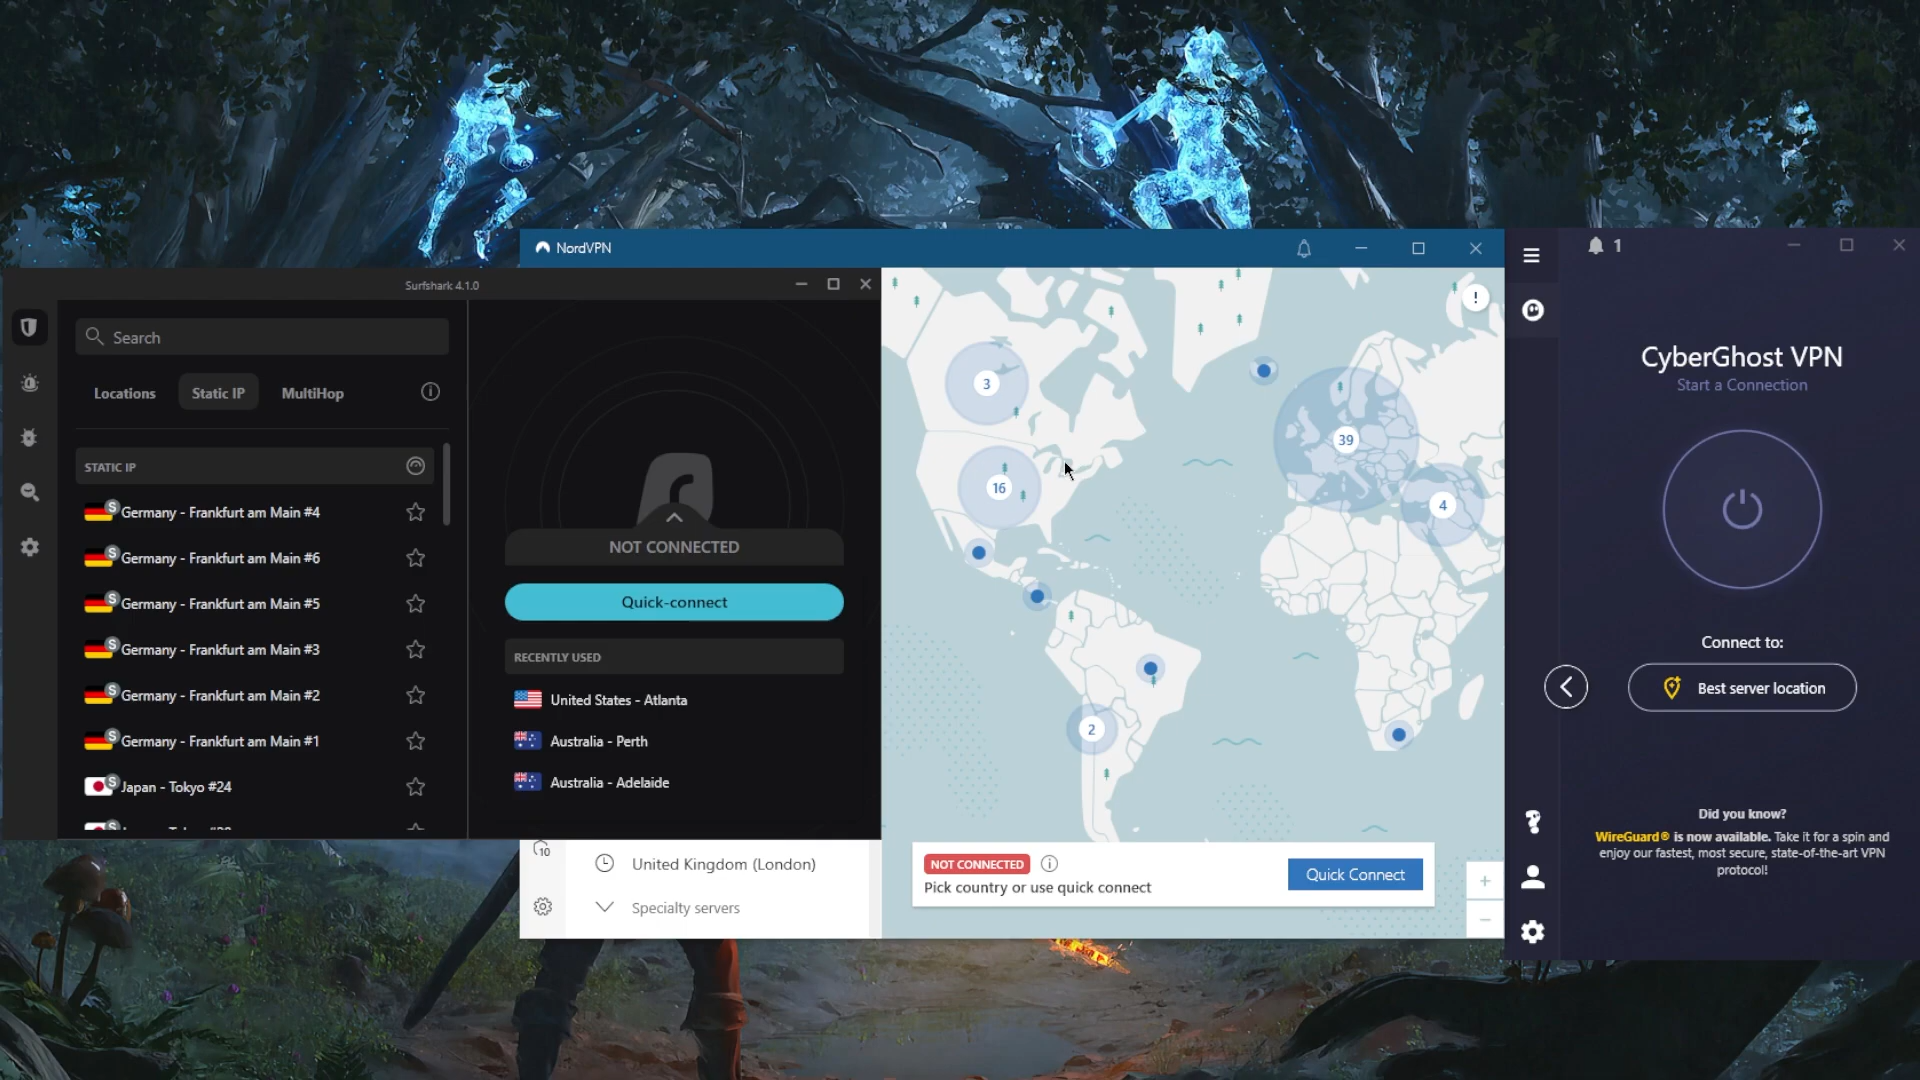 NordVPN
1
Surfshark 4.1.0
Search
Locations
Static IP
MultiHop
STATIC IP
S Germany - Frankfurt am Main #4
S Germany - Frankfurt am Main #6
S Germany - Frankfurt am Main #5
S Germany - Frankfurt am Main #3
S Germany - Frankfurt am Main #2
S Germany - Frankfurt am Main #1
S Japan - Tokyo #24
NOT CONNECTED
Quick-connect
RECENTLY USED
United States - Atlanta
Australia - Perth
Australia - Adelaide
10
United Kingdom (London)
Specialty servers
!
3
39
16
4
2
NOT CONNECTED
Pick country or use quick connect
Quick Connect
+
−
CyberGhost VPN
Start a Connection
Connect to:
Best server location
Did you know?
WireGuard® is now available. Take it for a spin and
enjoy our fastest, most secure, state-of-the-art VPN
protocol!